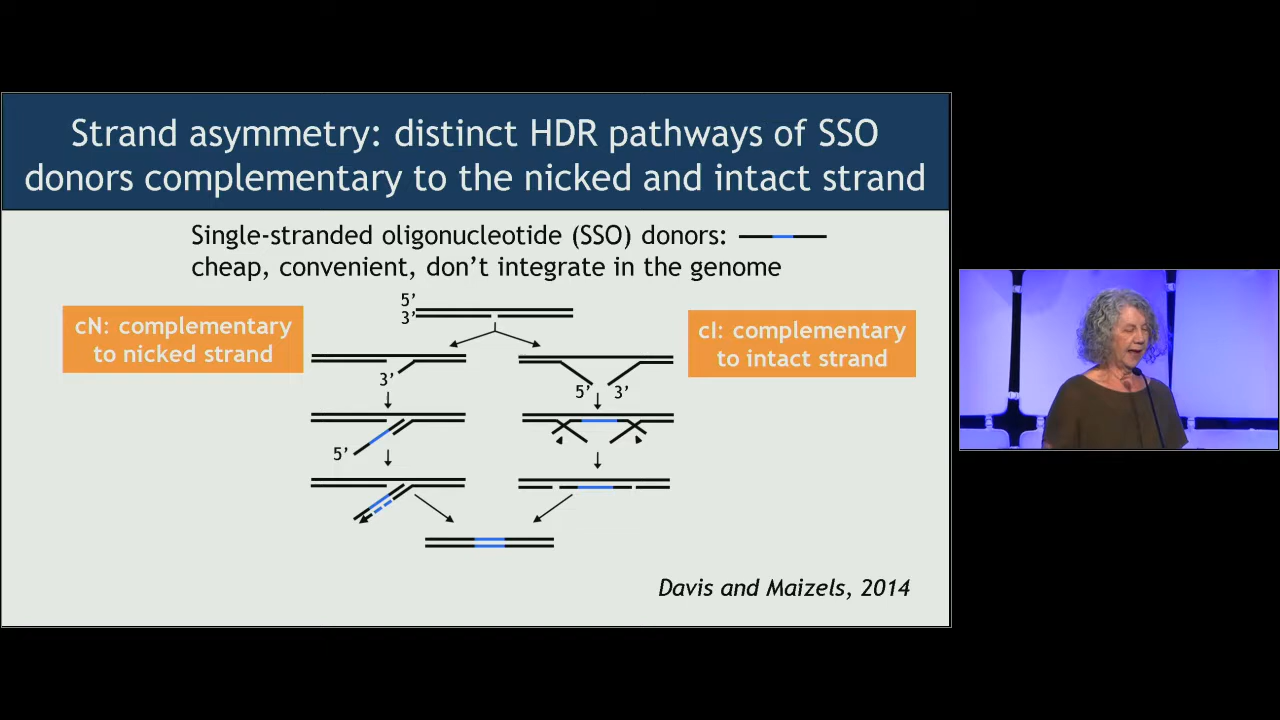 Strand asymmetry: distinct HDR pathways of SSO
donors complementary to the nicked and intact strand
Single-stranded oligonucleotide (SSO) donors:
cheap, convenient, don’t integrate in the genome
5’
3’
cN: complementary
to nicked strand
cI: complementary
to intact strand
3’
5’ 3’
5’
Davis and Maizels, 2014